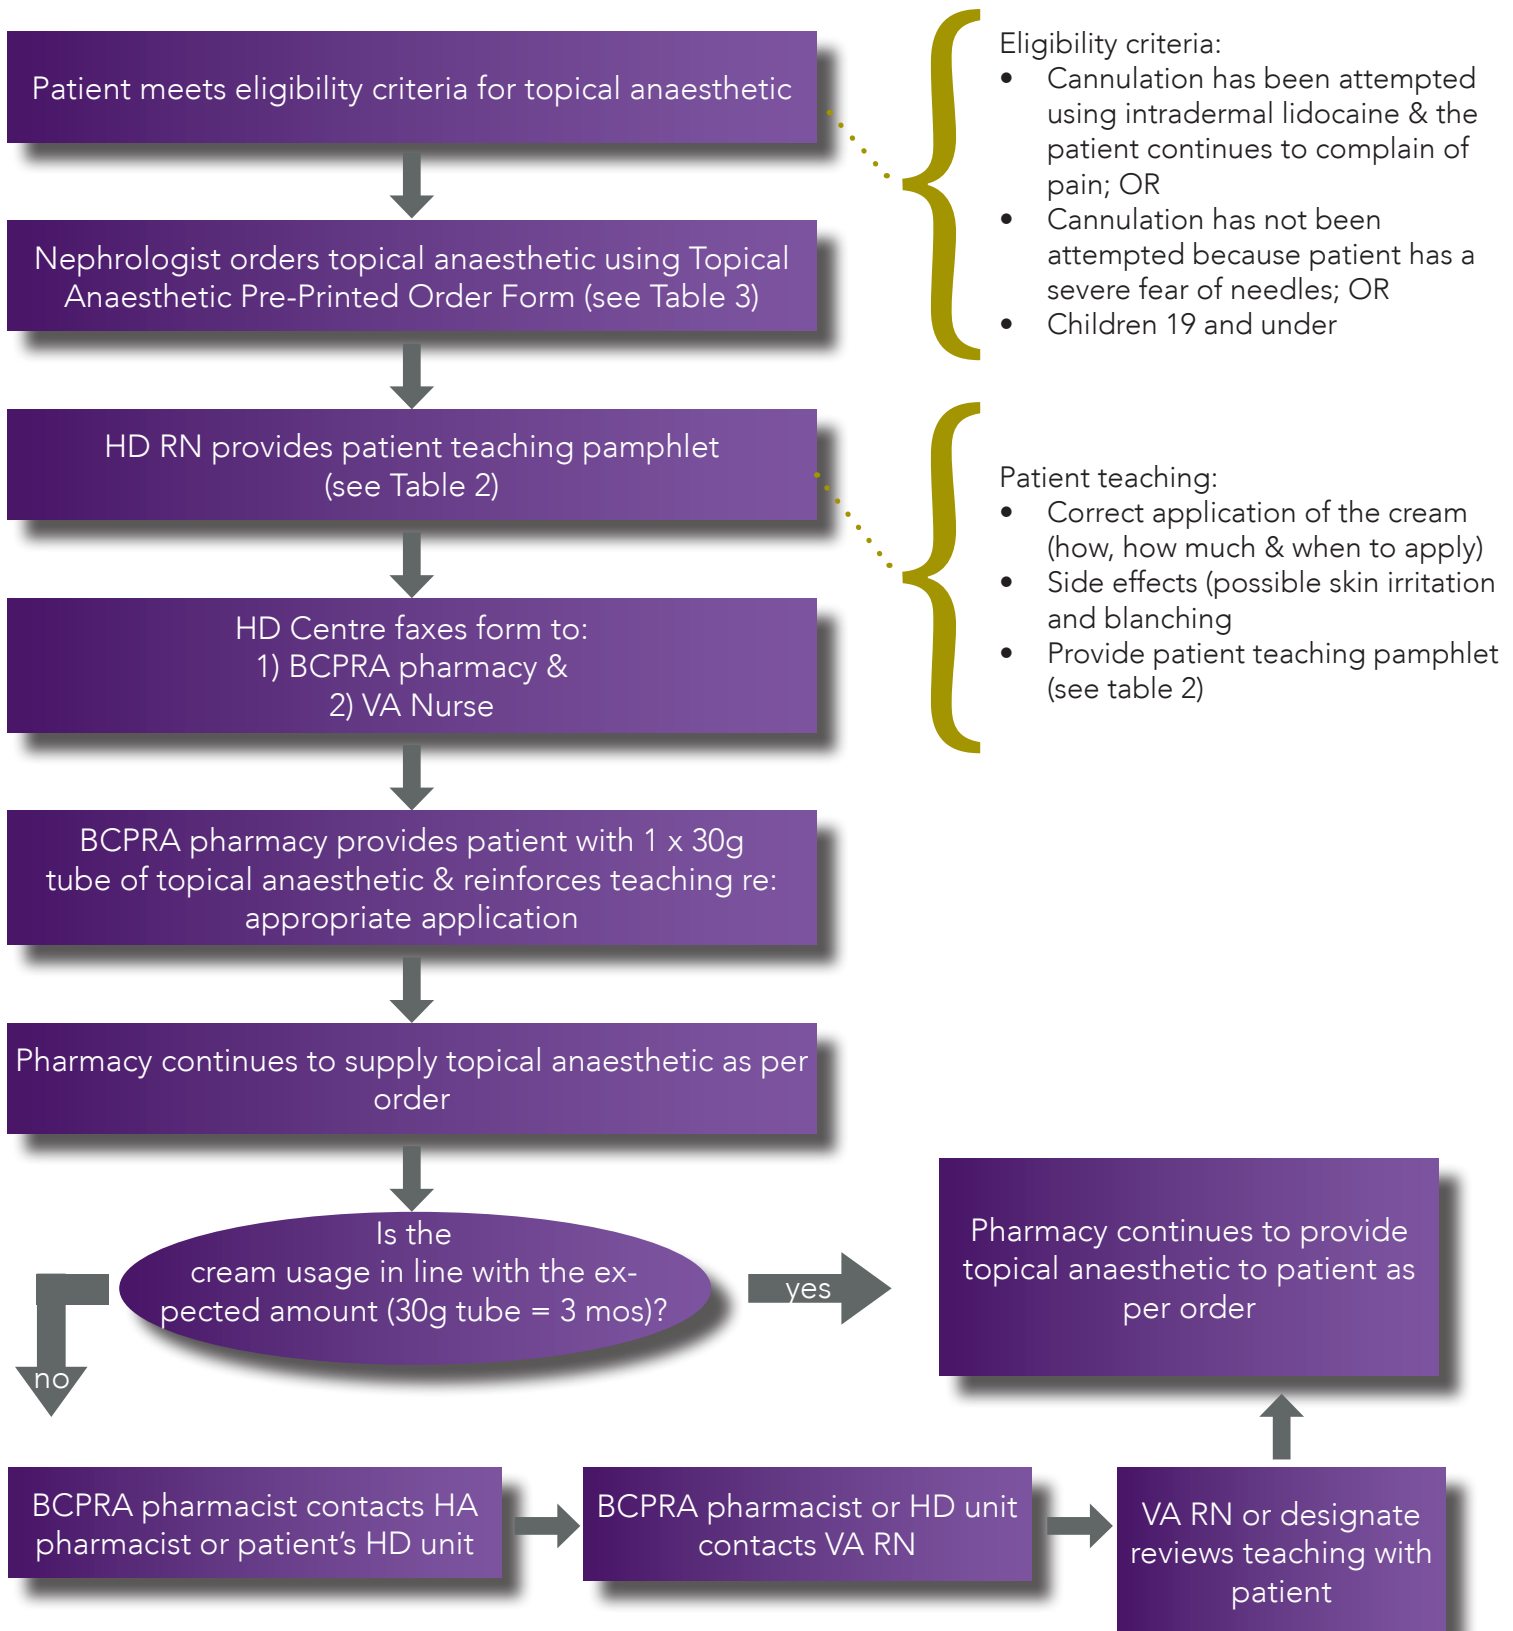 Patient meets eligibility criteria for topical anaesthetic
Eligibility criteria:
• Cannulation has been attempted
using intradermal lidocaine & the
patient continues to complain of
pain; OR
• Cannulation has not been
attempted because patient has a
severe fear of needles; OR
• Children 19 and under
Nephrologist orders topical anaesthetic using Topical
Anaesthetic Pre-Printed Order Form (see Table 3)
HD RN provides patient teaching pamphlet
(see Table 2)
Patient teaching:
• Correct application of the cream
(how, how much & when to apply)
• Side effects (possible skin irritation
and blanching
• Provide patient teaching pamphlet
(see table 2)
HD Centre faxes form to:
1) BCPRA pharmacy &
2) VA Nurse
BCPRA pharmacy provides patient with 1 x 30g
tube of topical anaesthetic & reinforces teaching re:
appropriate application
Pharmacy continues to supply topical anaesthetic as per
order
Is the
cream usage in line with the ex-
pected amount (30g tube = 3 mos)?
yes
Pharmacy continues to provide
topical anaesthetic to patient as
per order
no
BCPRA pharmacist contacts HA
pharmacist or patient's HD unit
BCPRA pharmacist or HD unit
contacts VA RN
VA RN or designate
reviews teaching with
patient